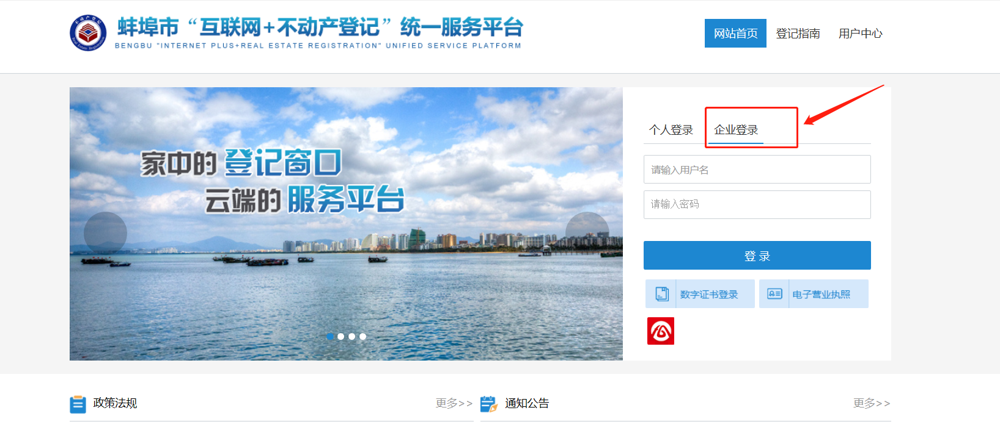 蚌埠市“互联网+不动产登记”统一服务平台
BENGBU "INTERNET PLUS+REAL ESTATE REGISTRATION" UNIFIED SERVICE PLATFORM
网站首页 登记指南 用户中心
家中的登记窗口
云端的服务平台
个人登录 企业登录
请输入用户名
请输入密码
登 录
数字证书登录 电子营业执照
政策法规 更多>> 通知公告 更多>>